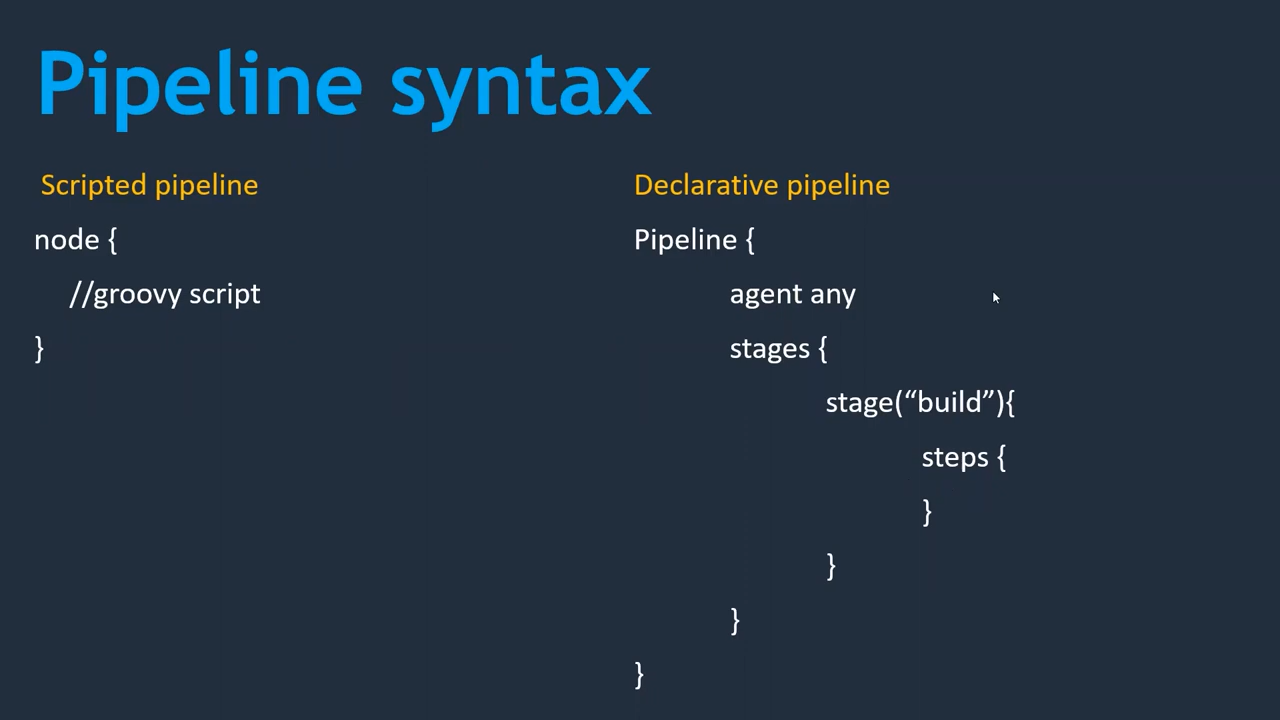 Pipeline syntax
Scripted pipeline
node {
//groovy script
}
Declarative pipeline
Pipeline {
agent any
stages {
stage(“build”){
steps {
}
}
}
}